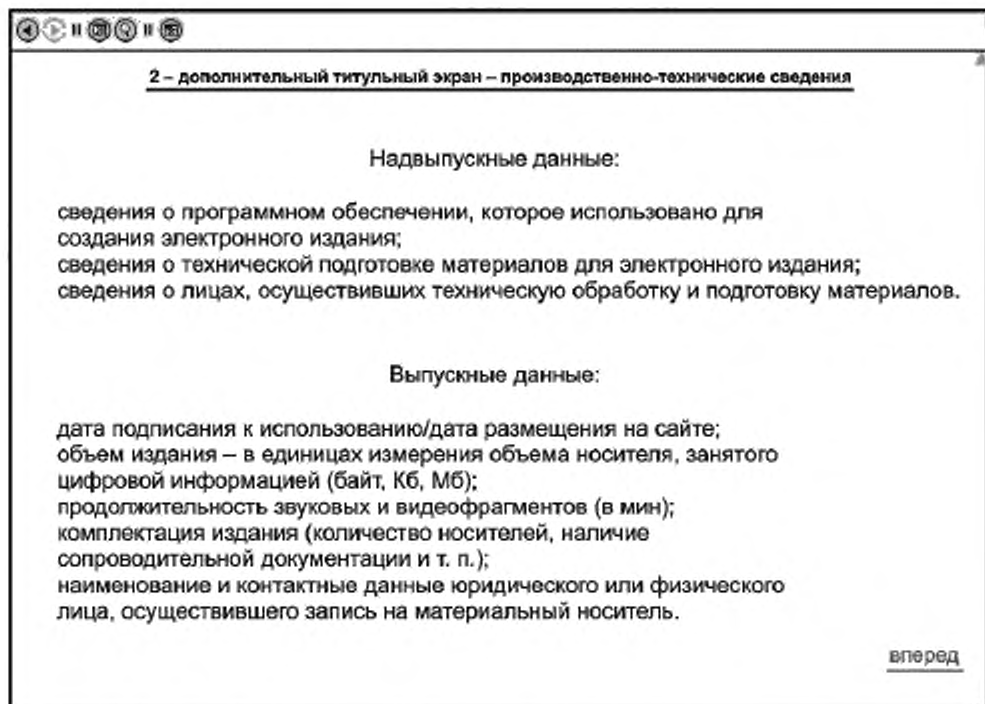 2 – дополнительный титульный экран – производственно-технические сведения
Надвыпускные данные:
сведения о программном обеспечении, которое использовано для
создания электронного издания;
сведения о технической подготовке материалов для электронного издания;
сведения о лицах, осуществивших техническую обработку и подготовку материалов.
Выпускные данные:
дата подписания к использованию/дата размещения на сайте;
объем издания – в единицах измерения объема носителя, занятого
цифровой информацией (байт, Кб, Мб);
продолжительность звуковых и видеофрагментов (в мин);
комплектация издания (количество носителей, наличие
сопроводительной документации и т. п.);
наименование и контактные данные юридического или физического
лица, осуществившего запись на материальный носитель.
вперед